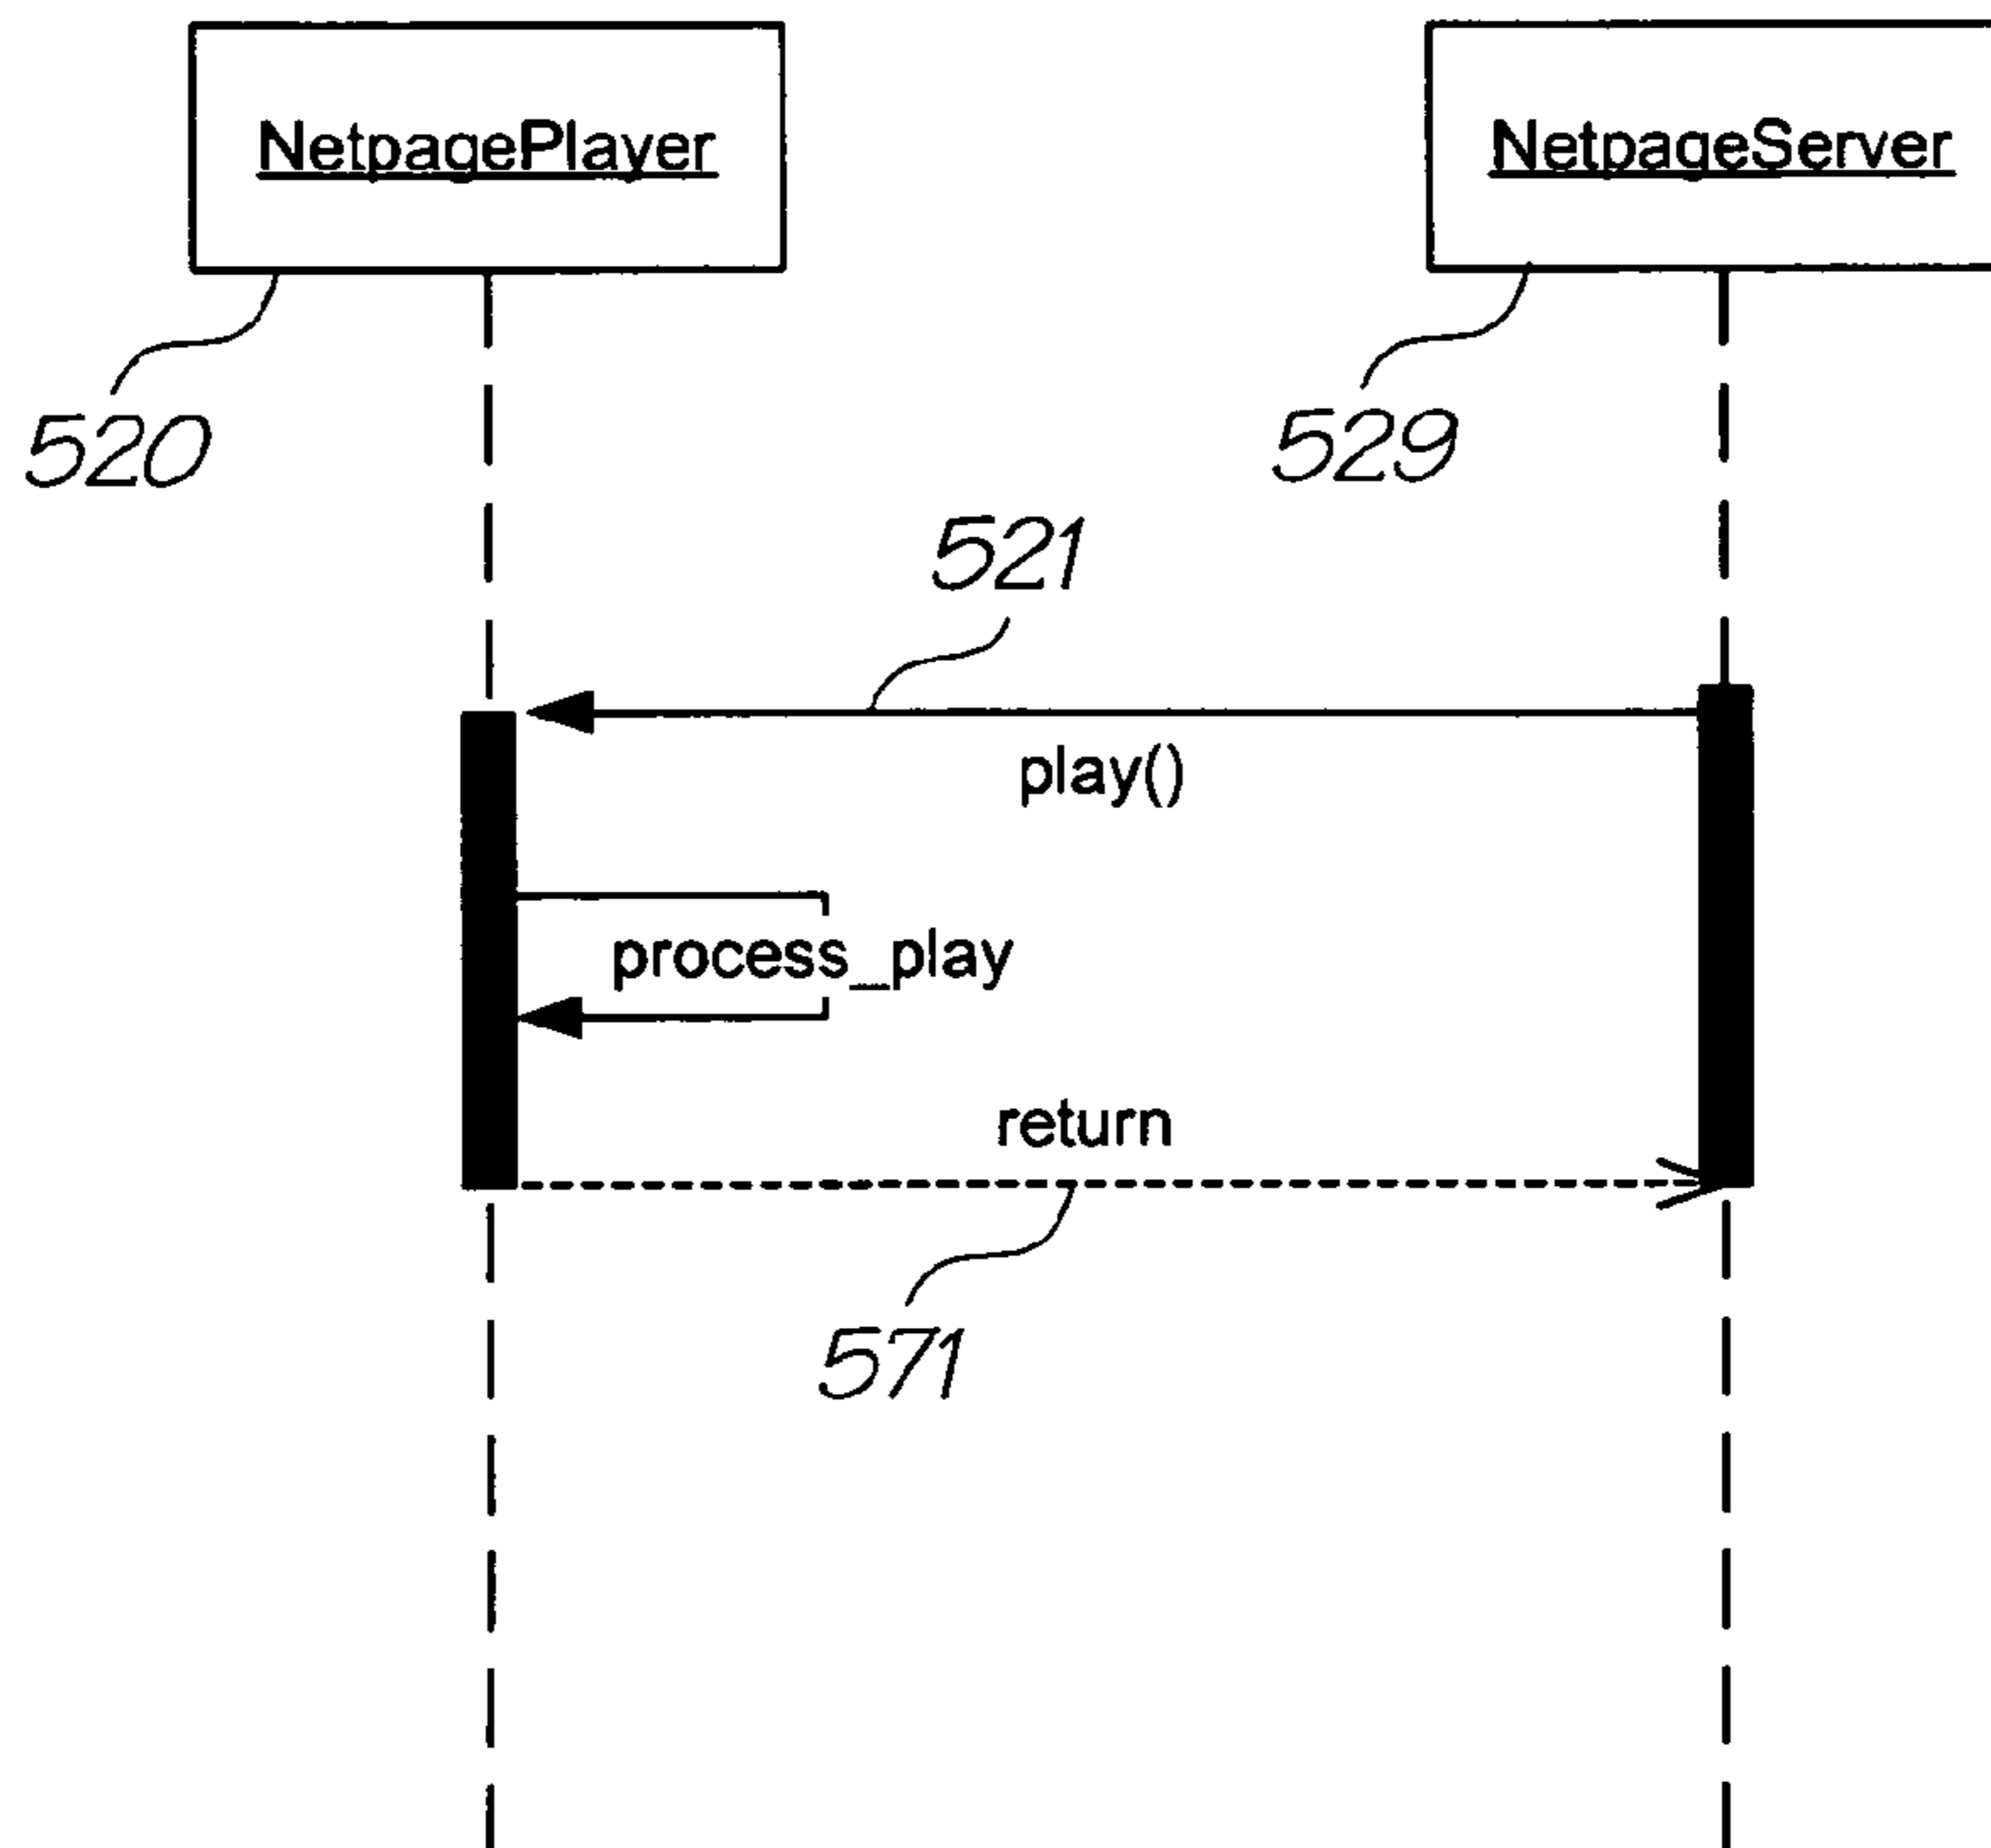 NetpagePlayer
NetpageServer
520
529
521
play()
process_play
return
571